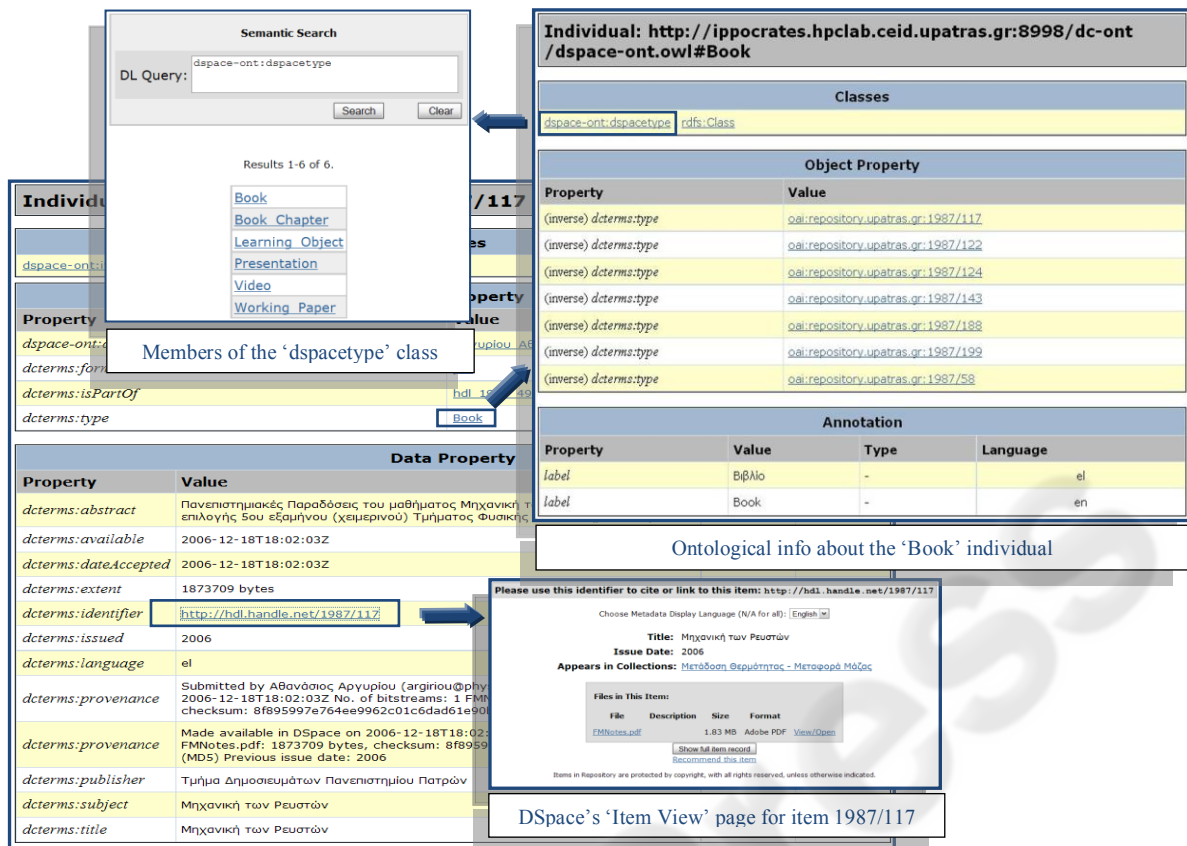 Semantic Search
DL Query:
dspace-ont:dspacetype
Search Clear
Results 1-6 of 6.
Book
Book Chapter
Learning Object
Presentation
Video
Working Paper
Members of the ‘dspacetype’ class
Individual: http://ippocrates.hpclab.ceid.upatras.gr:8998/dc-ont
/dspace-ont.owl#Book
Classes
dspace-ont:dspacetype rdfs:Class
Object Property
Property Value
(inverse) dcterms:type oai:repository.upatras.gr:1987/117
(inverse) dcterms:type oai:repository.upatras.gr:1987/122
(inverse) dcterms:type oai:repository.upatras.gr:1987/124
(inverse) dcterms:type oai:repository.upatras.gr:1987/143
(inverse) dcterms:type oai:repository.upatras.gr:1987/188
(inverse) dcterms:type oai:repository.upatras.gr:1987/199
(inverse) dcterms:type oai:repository.upatras.gr:1987/58
Annotation
Property Value Type Language
label Βιβλίο - el
label Book - en
Ontological info about the ‘Book’ individual
/117
Property
dcterms:isPartOf
dcterms:type Book
Data Property
Property Value
dcterms:abstract Πανεπιστημιακές Παραδόσεις του μαθήματος Μηχανική
επιλογής 5ου εξαμήνου (χειμερινού) Τμήματος Φυσικής
dcterms:available 2006-12-18T18:02:03Z
dcterms:dateAccepted 2006-12-18T18:02:03Z
dcterms:extent 1873709 bytes
dcterms:identifier http://hdl.handle.net/1987/117
dcterms:issued 2006
dcterms:language el
dcterms:provenance Submitted by Αθανάσιος Αργυρίου (argiriou@phy
2006-12-18T18:02:03Z No. of bitstreams: 1
checksum: 8f895997e764ee9962c01c6dad61e90
dcterms:provenance Made available in DSpace on 2006-12-18T18:02:
FMNotes.pdf: 1873709 bytes, checksum: 8f8959
(MD5) Previous issue date: 2006
dcterms:publisher Τμήμα Δημοσιευμάτων Πανεπιστημίου Πατρών
dcterms:subject Μηχανική των Ρευστών
dcterms:title Μηχανική των Ρευστών
Please use this identifier to cite or link to this item: http://hdl.handle.net/1987/117
Choose Metadata Display Language (N/A for all): English
Title: Μηχανική των Ρευστών
Issue Date: 2006
Appears in Collections: Μετάδοση Θερμότητας - Μεταφορά Μάζας
Files in This Item:
File Description Size Format
FMNotes.pdf 1.83 MB Adobe PDF View/Open
Show full item record
Recommend this item
Items in Repository are protected by copyright, with all rights reserved, unless otherwise indicated.
DSpace’s ‘Item View’ page for item 1987/117